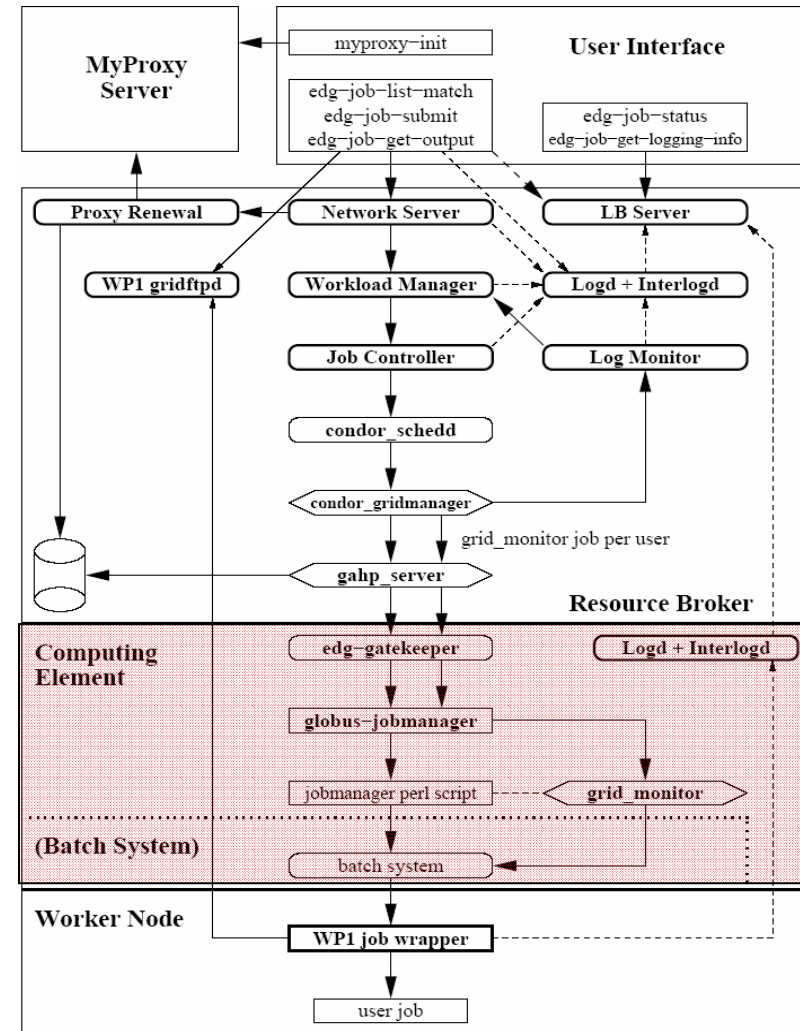 MyProxy
Server
myproxy−init
User Interface
edg−job−list−match
edg−job−submit
edg−job−get−output
edg−job−status
edg−job−get−logging−info
Proxy Renewal
Network Server
LB Server
WP1 gridftpd
Workload Manager
Logd + Interlogd
Job Controller
Log Monitor
condor_schedd
condor_gridmanager
grid_monitor job per user
gahp_server
Resource Broker
Computing
Element
edg−gatekeeper
Logd + Interlogd
globus−jobmanager
jobmanager perl script
grid_monitor
(Batch System)
batch system
Worker Node
WP1 job wrapper
user job